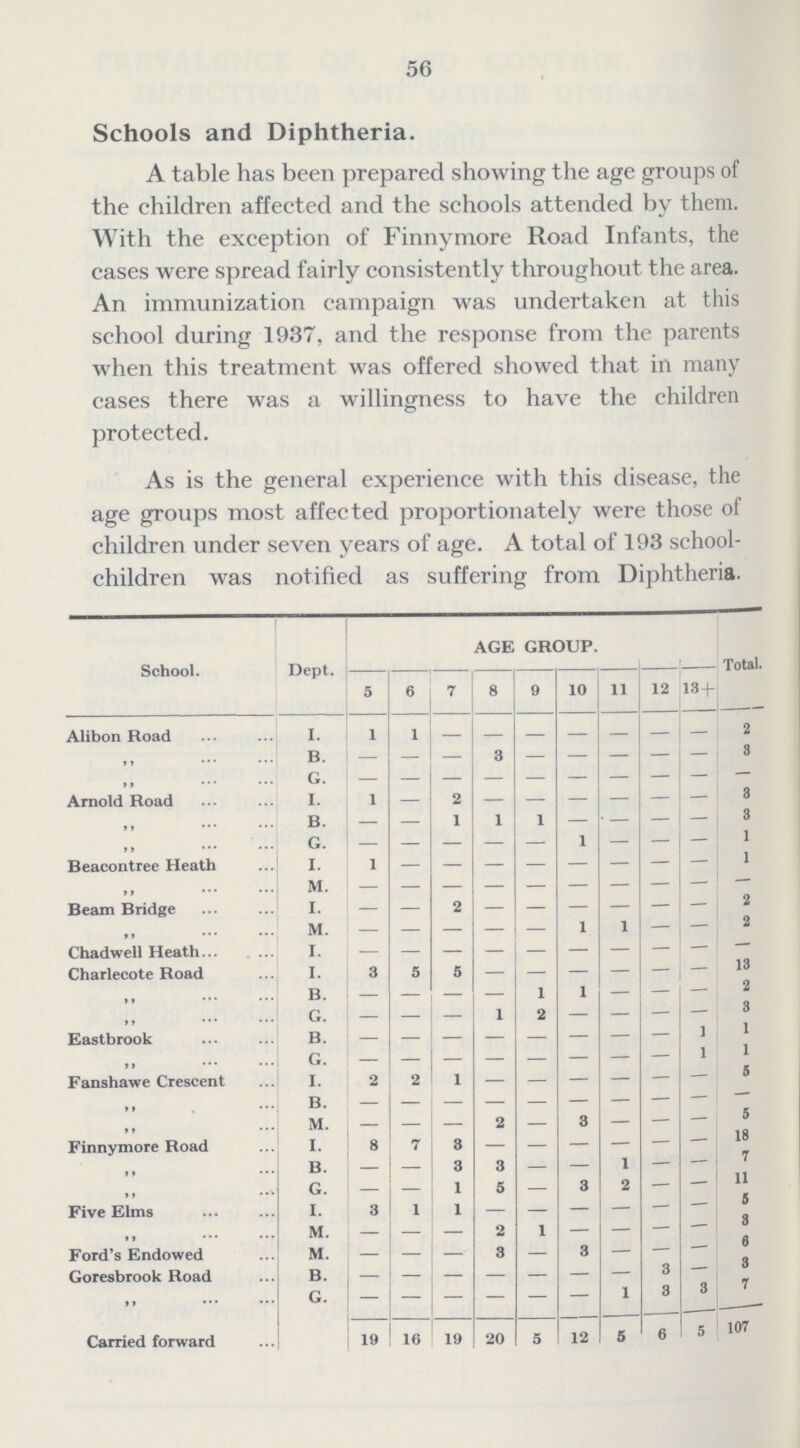 56
Schools and Diphtheria.
A table has been prepared showing the age groups of
the children affected and the schools attended by them.
With the exception of Finnymore Road Infants, the
cases were spread fairly consistently throughout the area.
An immunization campaign was undertaken at this
school during 1937, and the response from the parents
when this treatment was offered showed that in many
cases there was a willingness to have the children
protected.
As is the general experience with this disease, the
age groups most affected proportionately were those of
children under seven years of age. A total of 193 school-
children was notified as suffering from Diphtheria.
School. Dept. AGE GROUP. Total.
5 6 7 8 9 10 11 12 13+
Alibon Road ... ... I. 1 1 — — — — — — — 2
,, ... ... B. — — — 3 — — — — — 3
,, ... ... G. — — — — — — — — — —
Arnold Road ... ... I. 1 — 2 — — — — — — 3
,, ... ... B. — — 1 1 1 — — — — 3
,, ... ... G. — — — — — 1 — — — 1
Beacontree Heath ... I. 1 — — — — — — — — 1
,, ... ... M. — — — — — — — — — —
Beam Bridge ... ... I. — — 2 — — — — — — 2
,, ... ... M. — — — — — 1 1 — — 2
Chadwell Heath... ... I. — — — — — — — — — —
Charlecote Road ... I. 3 5 5 — — — — — — 13
,, ... ... B. — — — — 1 1 — — — 2
,, ... ... G. — — — 1 2 — — — — 3
Eastbrook ... ... B. — — — — — — — — 1 1
,, ... ... G. — — — — — — — — 1 1
Fanshawe Crescent ... I. 2 2 1 — — — — — — 5
,, ... B. — — — — — — — — — —
,, ... M. — — — 2 — 3 — — — 5
Finnymore Road ... I. 8 7 3 — — — — — — 18
,, ... B. — — 3 3 — — 1 — — 7
,, ... G. — — 1 5 — 3 2 — — 11
Five Elms ... ... I. 3 1 1 — — — — — — 5
,, ... ... M. — — — 2 1 — — — — 3
Ford's Endowed ... M. — — — 3 — 3 — — — 6
Goresbrook Road ... B. — — — — — — — 3 — 3
,, ... ... G. — — — — — — 1 3 3 7
Carried forward ... 19 16 19 20 5 12 5 6 5 107